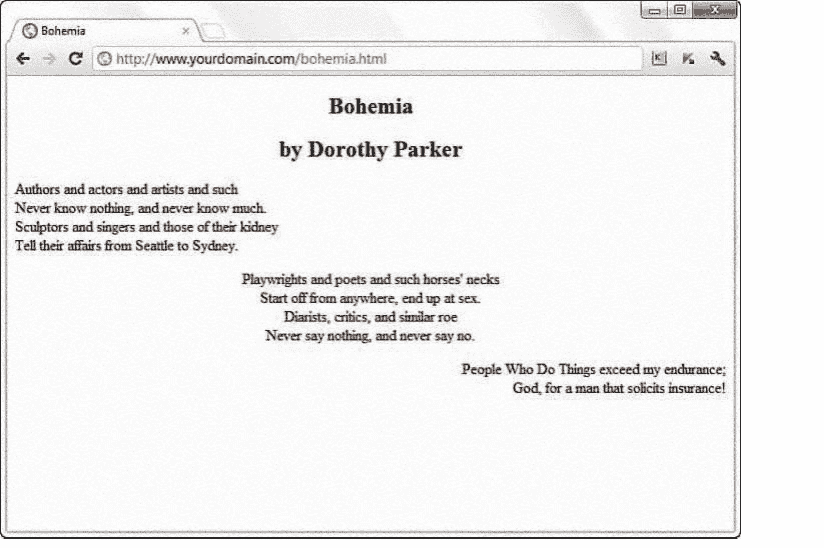 Bohemia
http://www.yourdomain.com/bohemia.html
Bohemia
by Dorothy Parker
Authors and actors and artists and such
Never know nothing, and never know much.
Sculptors and singers and those of their kidney
Tell their affairs from Seattle to Sydney.
Playwrights and poets and such horses' necks
Start off from anywhere, end up at sex.
Diarists, critics, and similar roe
Never say nothing, and never say no.
People Who Do Things exceed my endurance;
God, for a man that solicits insurance!